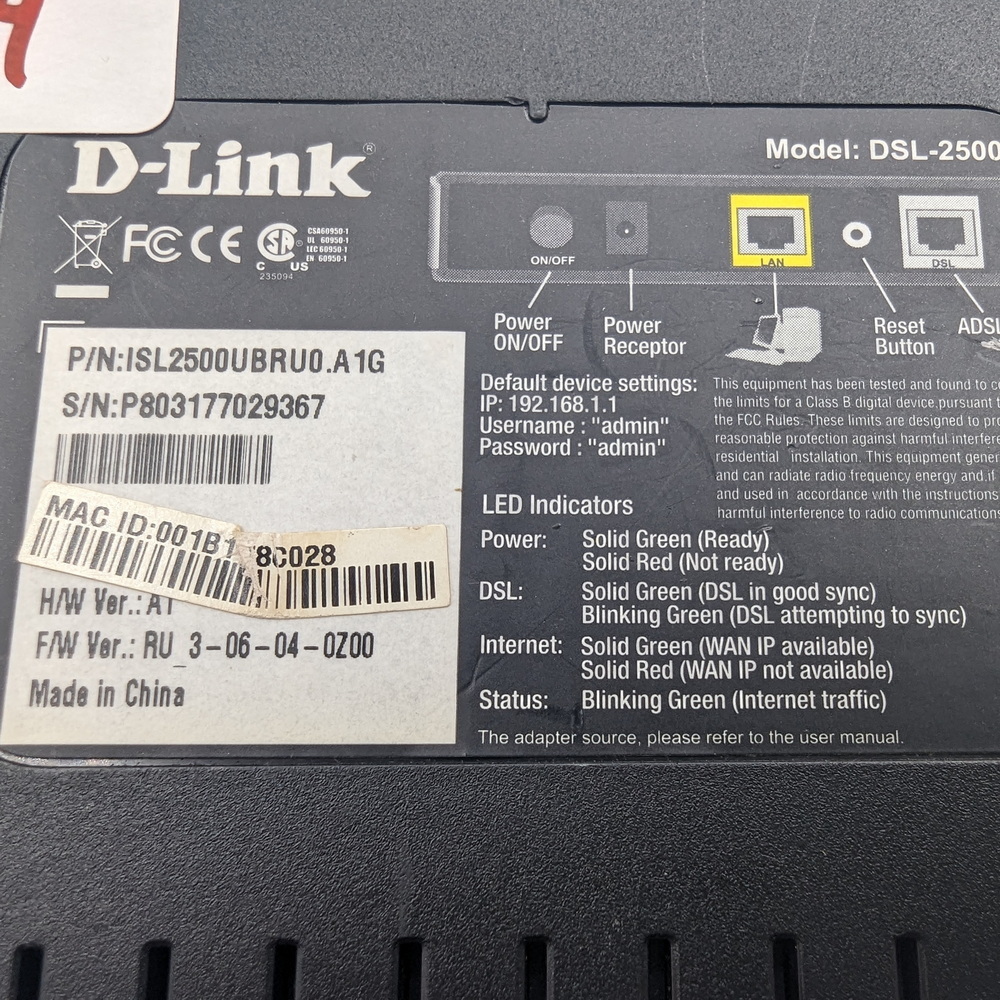 D-Link®
Model: DSL-2500
FC CE
CSA60950-1
UL 60950-1
IEC60950-1
EN 60950-1
C US
235094
ON/OFF
LAN
DSL
Power
ON/OFF
Power
Receptor
Reset
Button
ADSL
P/N:ISL2500UBRU0.A1G
S/N:P803177029367
MAC ID:001B1 8C028
H/W Ver.: A1
F/W Ver.: RU_3-06-04-0Z00
Made in China
Default device settings:
IP: 192.168.1.1
Username : "admin"
Password : "admin"
This equipment has been tested and found to
the limits for a Class B digital device,pursuant
the FCC Rules. These limits are designed to
reasonable protection against harmful
residential installation. This equipment
and can radiate radio frequency energy and,if
and used in accordance with the instructions
harmful interference to radio communications
LED Indicators
Power: Solid Green (Ready)
Solid Red (Not ready)
DSL: Solid Green (DSL in good sync)
Blinking Green (DSL attempting to sync)
Internet: Solid Green (WAN IP available)
Solid Red (WAN IP not available)
Status: Blinking Green (Internet traffic)
The adapter source, please refer to the user manual.